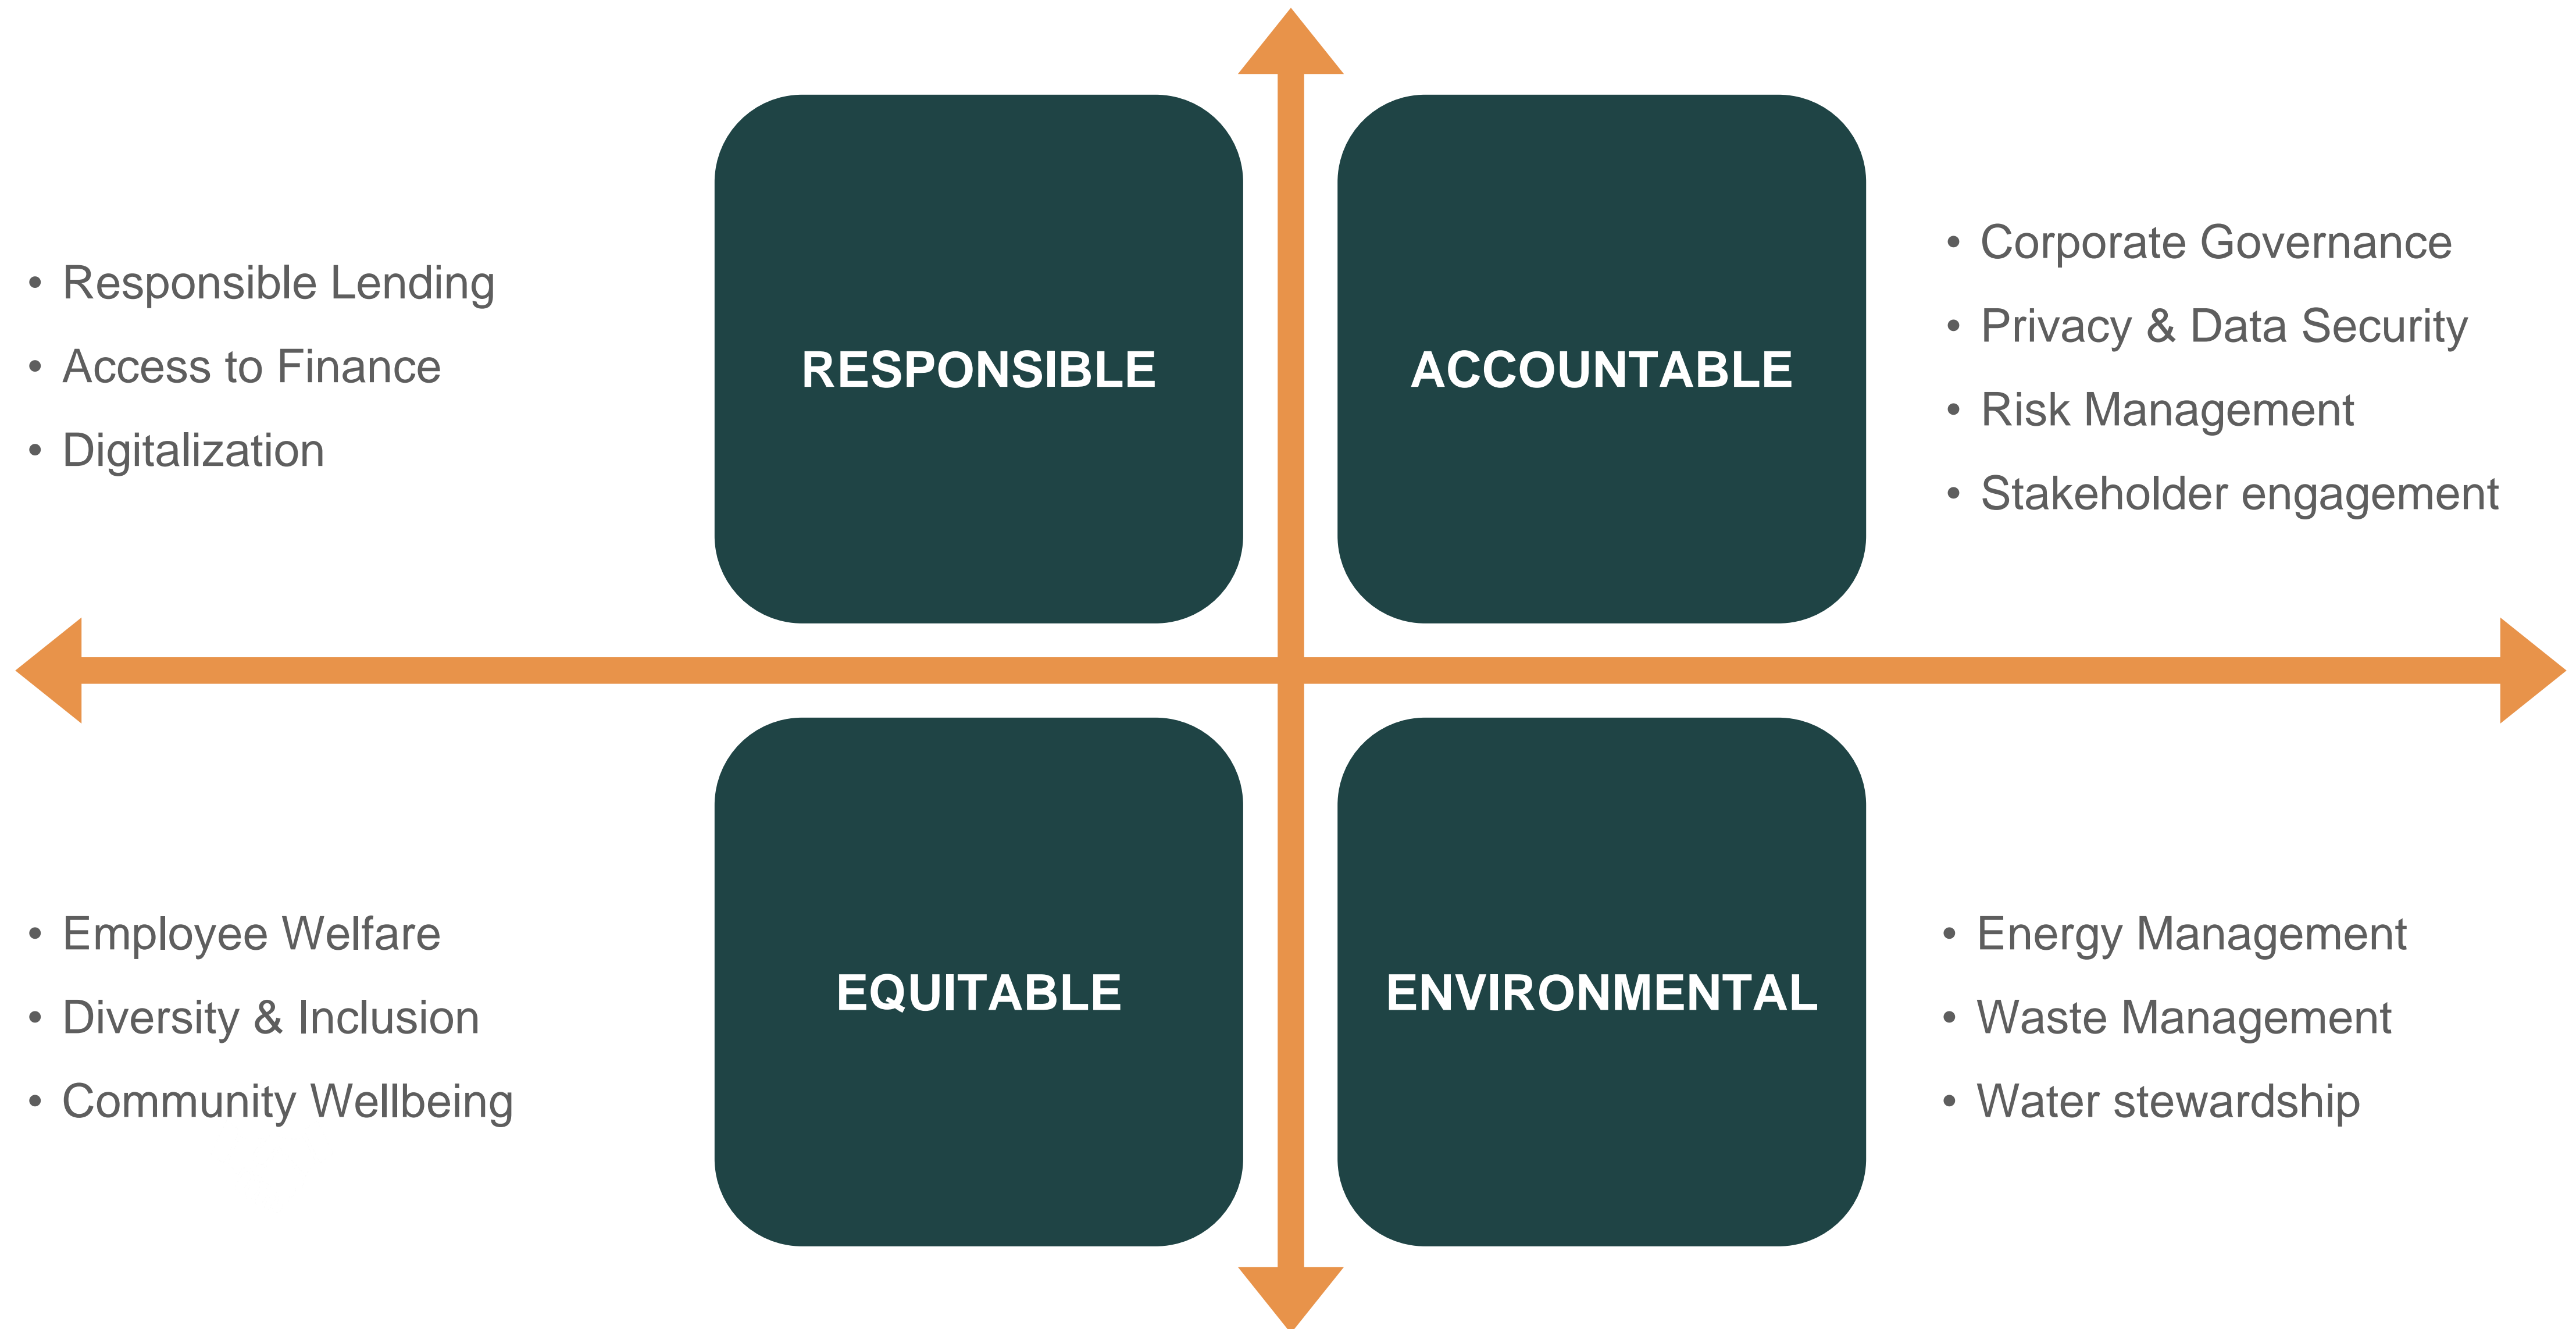 • Responsible Lending
• Access to Finance
• Digitalization
RESPONSIBLE
ACCOUNTABLE
• Corporate Governance
• Privacy & Data Security
• Risk Management
• Stakeholder engagement
• Employee Welfare
• Diversity & Inclusion
• Community Wellbeing
EQUITABLE
ENVIRONMENTAL
• Energy Management
• Waste Management
• Water stewardship